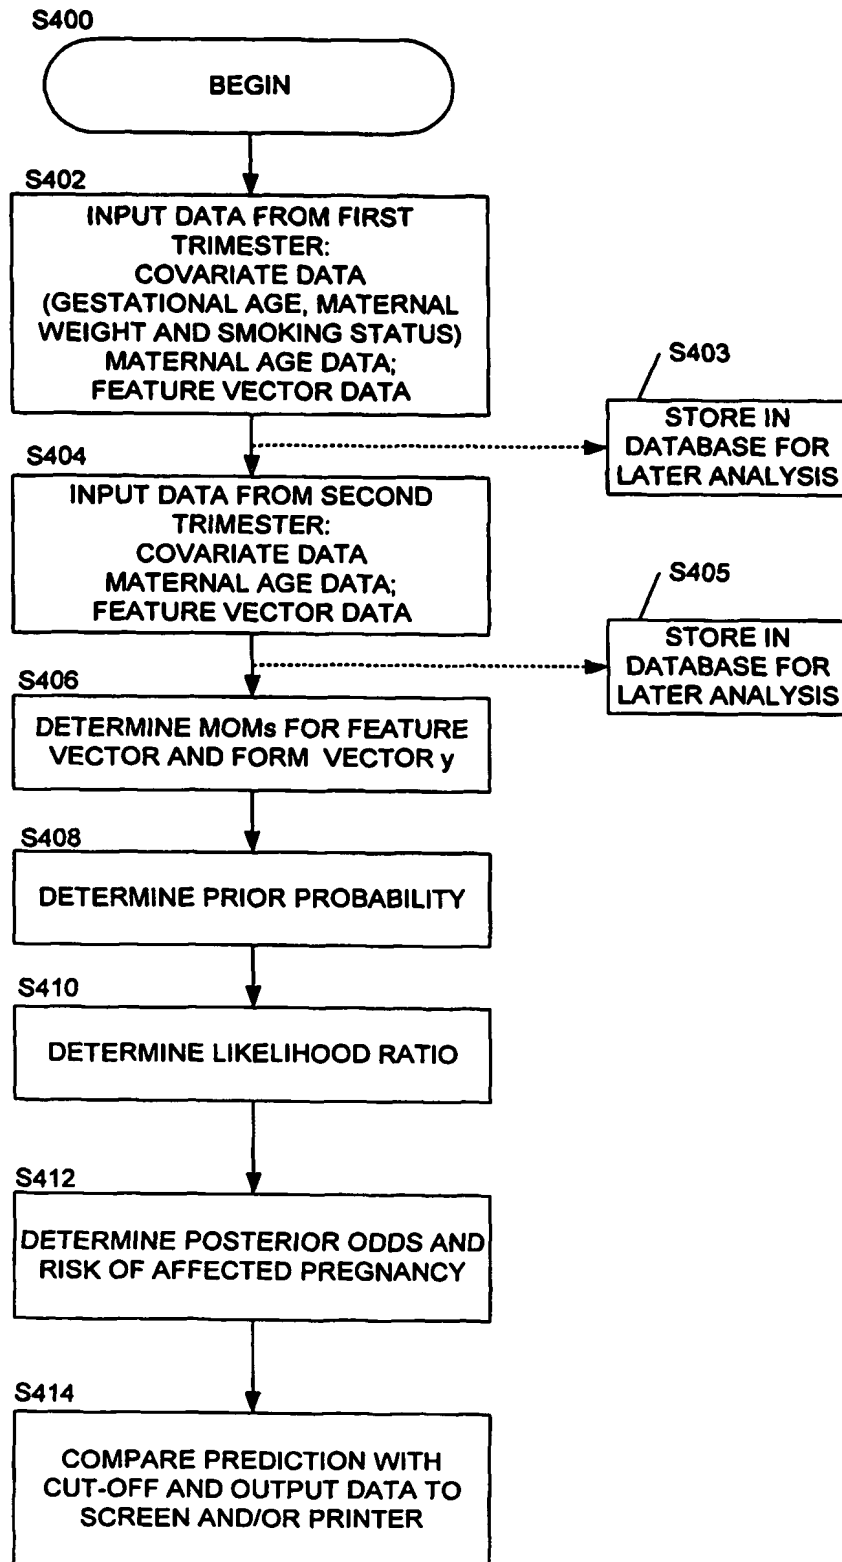 S400
BEGIN
S402
INPUT DATA FROM FIRST
TRIMESTER:
COVARIATE DATA
(GESTATIONAL AGE, MATERNAL
WEIGHT AND SMOKING STATUS)
MATERNAL AGE DATA;
FEATURE VECTOR DATA
S403
STORE IN
DATABASE FOR
LATER ANALYSIS
S404
INPUT DATA FROM SECOND
TRIMESTER:
COVARIATE DATA
MATERNAL AGE DATA;
FEATURE VECTOR DATA
S405
STORE IN
DATABASE FOR
LATER ANALYSIS
S406
DETERMINE MOMs FOR FEATURE
VECTOR AND FORM VECTOR y
S408
DETERMINE PRIOR PROBABILITY
S410
DETERMINE LIKELIHOOD RATIO
S412
DETERMINE POSTERIOR ODDS AND
RISK OF AFFECTED PREGNANCY
S414
COMPARE PREDICTION WITH
CUT-OFF AND OUTPUT DATA TO
SCREEN AND/OR PRINTER